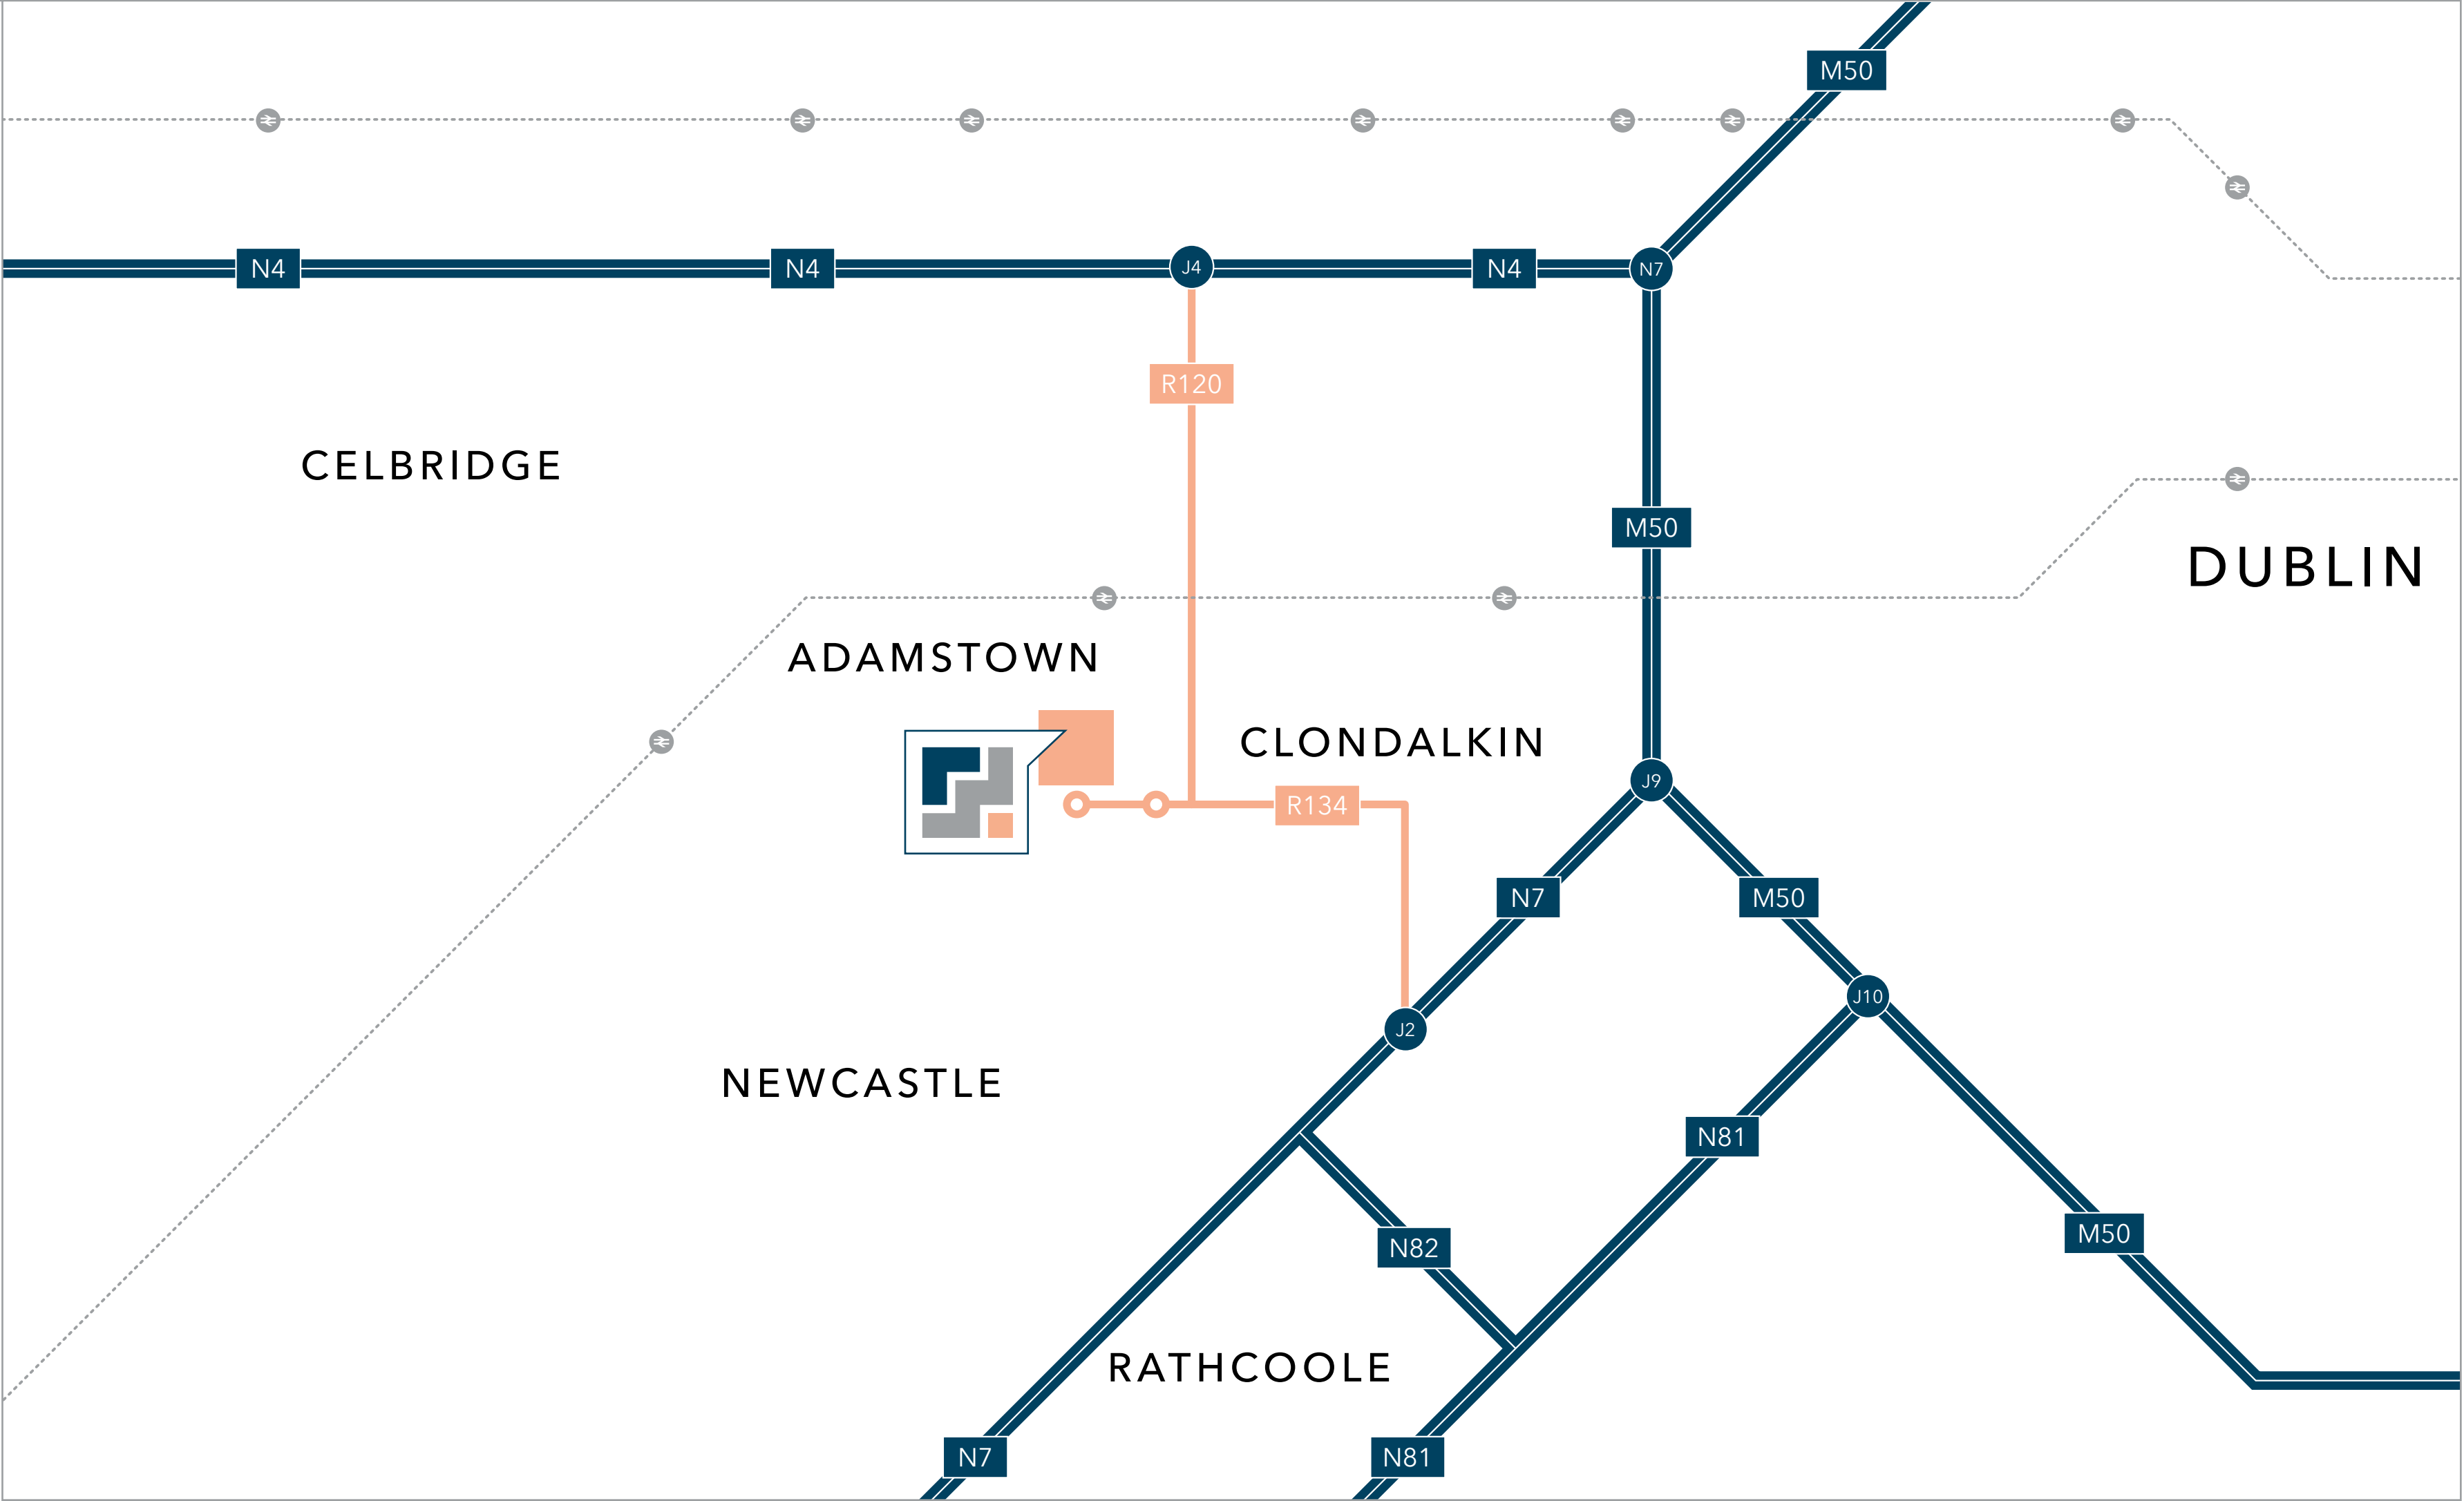 M50
N4
N4
J4
N4
N7
R120
CELBRIDGE
M50
DUBLIN
ADAMSTOWN
CLONDALKIN
J9
R134
N7
M50
J10
J2
NEWCASTLE
N81
M50
N82
RATHCOOLE
N7
N81